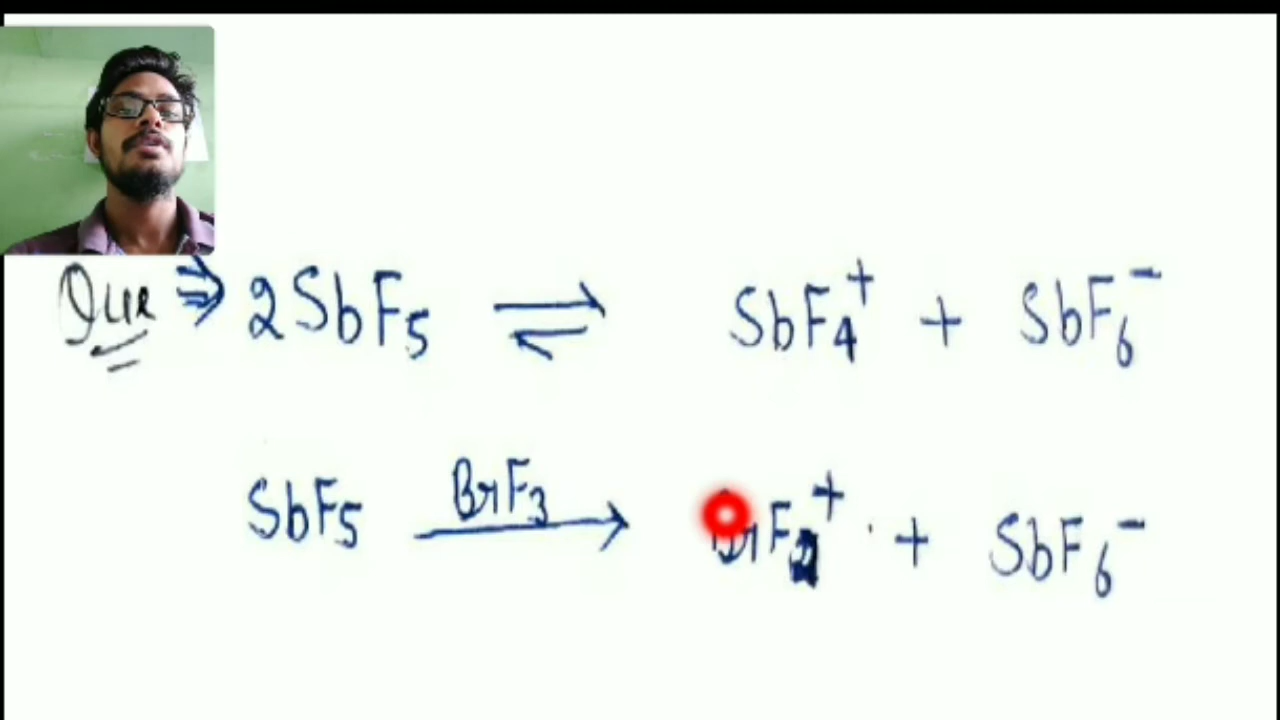 Que ⇒ 2SbF₅ ⇌ SbF₄⁺ + SbF₆⁻
SbF₅ —BrF₃→ BrF₂⁺ + SbF₆⁻